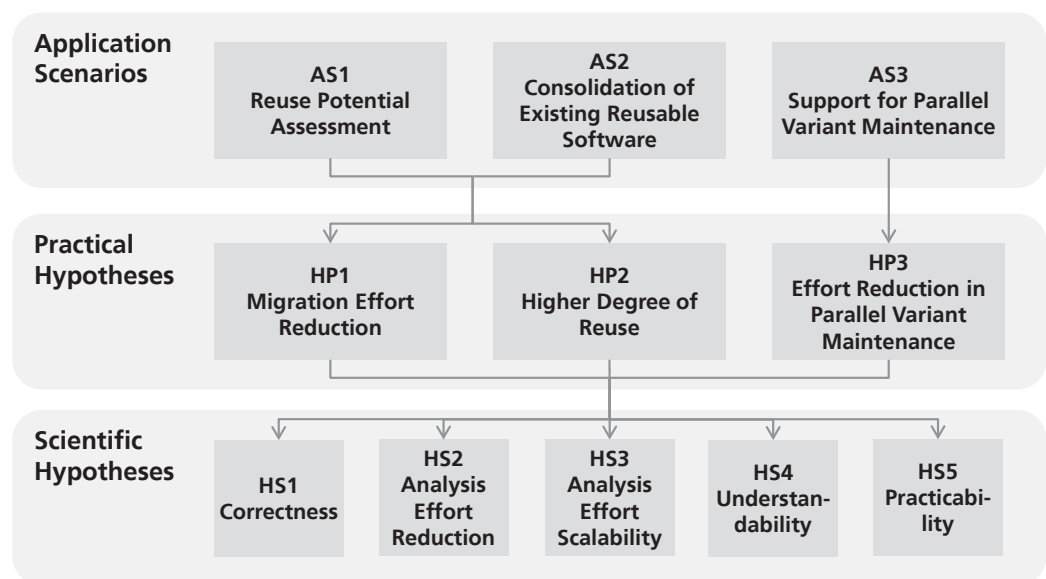 Application
Scenarios
AS1
Reuse Potential
Assessment
AS2
Consolidation of
Existing Reusable
Software
AS3
Support for Parallel
Variant Maintenance
Practical
Hypotheses
HP1
Migration Effort
Reduction
HP2
Higher Degree of
Reuse
HP3
Effort Reduction in
Parallel Variant
Maintenance
Scientific
Hypotheses
HS1
Correctness
HS2
Analysis
Effort
Reduction
HS3
Analysis
Effort
Scalability
HS4
Understan-
dability
HS5
Practicabi-
lity